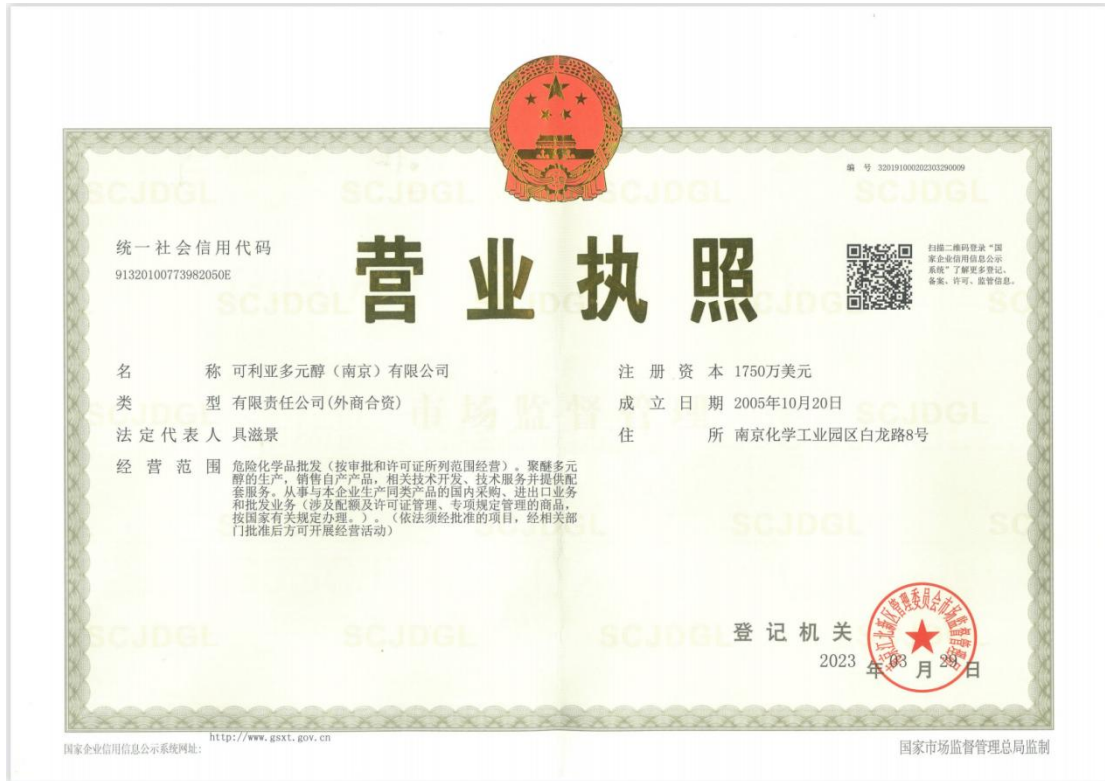 编 号 320191000202303290009
统一社会信用代码
91320100773982050E
营业执照
扫描二维码登录“国
家企业信用信息公示
系统”了解更多登记、
备案、许可、监管信息。
名 称 可利亚多元醇（南京）有限公司
类 型 有限责任公司(外商合资)
法定代表人 具滋景
经营范围 危险化学品批发（按审批和许可证所列范围经营）。聚醚多元
醇的生产，销售自产产品，相关技术开发、技术服务并提供配
套服务。从事与本企业生产同类产品的国内采购、进出口业务
和批发业务（涉及配额及许可证管理、专项规定管理的商品，
按国家有关规定办理。）。（依法须经批准的项目，经相关部
门批准后方可开展经营活动）
注册资本 1750万美元
成立日期 2005年10月20日
住 所 南京化学工业园区白龙路8号
SCJDGL
市场监督管理
登记机关
2023 年 03 月 29 日
国家企业信用信息公示系统网址: http://www.gsxt.gov.cn
国家市场监督管理总局监制